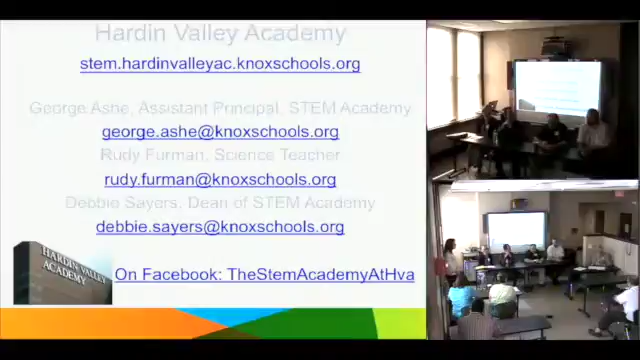 Hardin Valley Academy
stem.hardinvalleyac.knoxschools.org
George Ashe, Assistant Principal, STEM Academy
george.ashe@knoxschools.org
Rudy Furman, Science Teacher
rudy.furman@knoxschools.org
Debbie Sayers, Dean of STEM Academy
debbie.sayers@knoxschools.org
HARDIN VALLEY
ACADEMY
On Facebook: TheStemAcademyAtHva